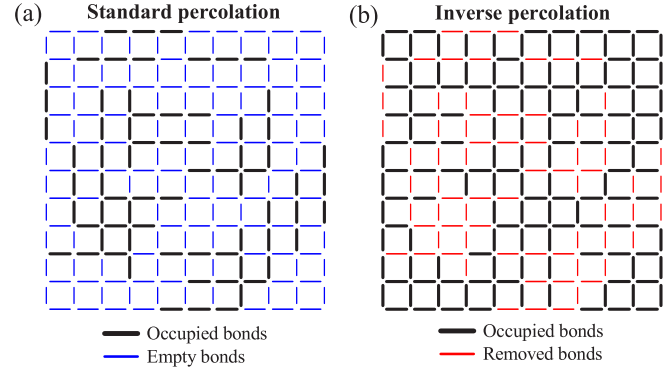 (a) Standard percolation
(b) Inverse percolation
Occupied bonds
Empty bonds
Occupied bonds
Removed bonds